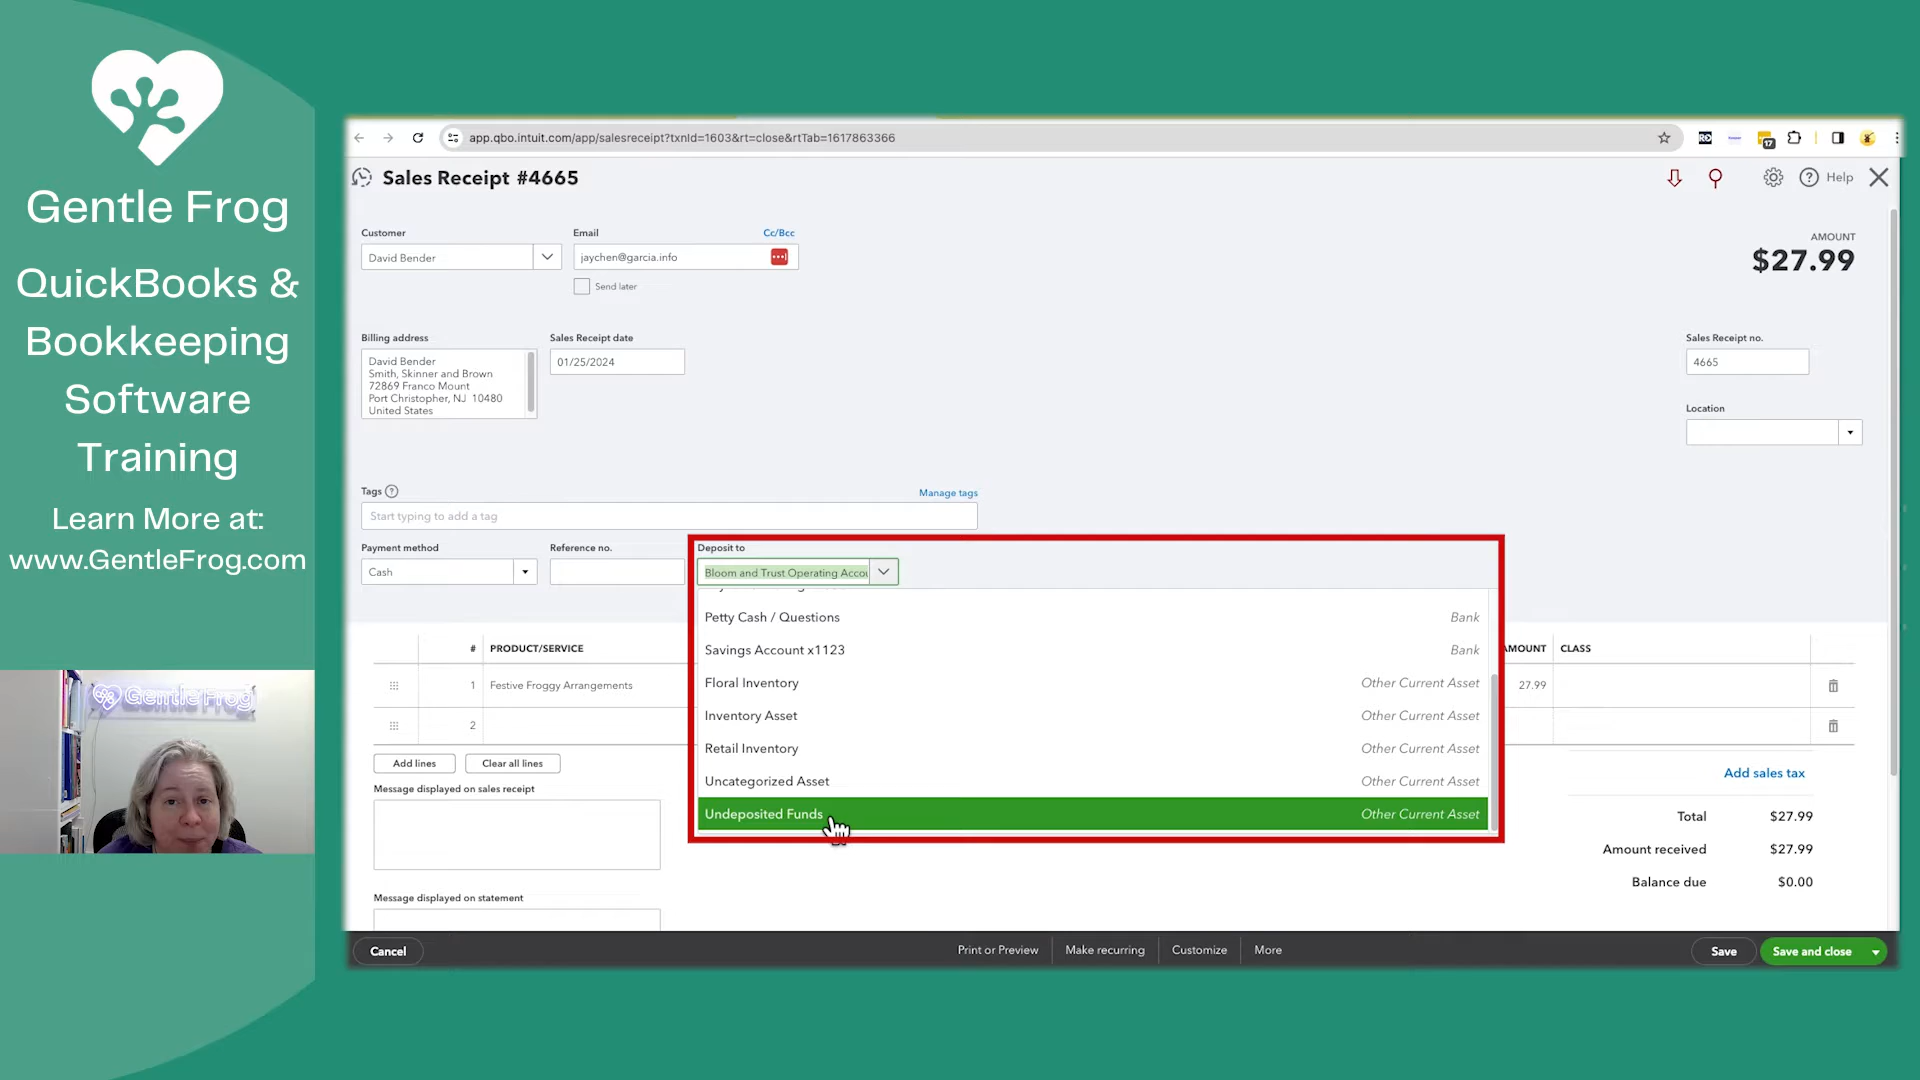 Gentle Frog
QuickBooks &
Bookkeeping
Software
Training
Learn More at:
www.GentleFrog.com
Gentle Frog
app.qbo.intuit.com/app/salesreceipt?txnId=1603&rt=close&rtTab=1617863366
17
Sales Receipt #4665
Help
Customer
David Bender
Email
Cc/Bcc
jaychen@garcia.info
Send later
AMOUNT
$27.99
Billing address
David Bender
Smith, Skinner and Brown
72869 Franco Mount
Port Christopher, NJ 10480
United States
Sales Receipt date
01/25/2024
Sales Receipt no.
4665
Location
Tags
Manage tags
Start typing to add a tag
Payment method
Cash
Reference no.
Deposit to
Bloom and Trust Operating Accou
Petty Cash / Questions Bank
Savings Account x1123 Bank
Floral Inventory Other Current Asset
Inventory Asset Other Current Asset
Retail Inventory Other Current Asset
Uncategorized Asset Other Current Asset
Undeposited Funds Other Current Asset
# PRODUCT/SERVICE AMOUNT CLASS
1 Festive Froggy Arrangements 27.99
2
Add lines Clear all lines
Message displayed on sales receipt
Message displayed on statement
Add sales tax
Total $27.99
Amount received $27.99
Balance due $0.00
Cancel Print or Preview Make recurring Customize More Save Save and close